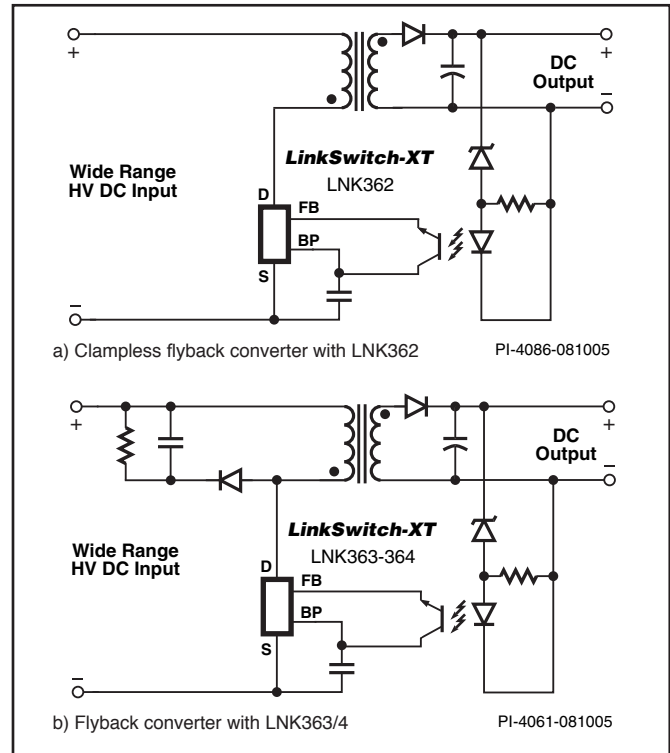 +
+
DC
Output
–
LinkSwitch-XT
Wide Range
HV DC Input
LNK362
D
FB
BP
S
–
a) Clampless flyback converter with LNK362
PI-4086-081005
+
+
DC
Output
–
LinkSwitch-XT
Wide Range
HV DC Input
LNK363-364
D
FB
BP
S
–
b) Flyback converter with LNK363/4
PI-4061-081005